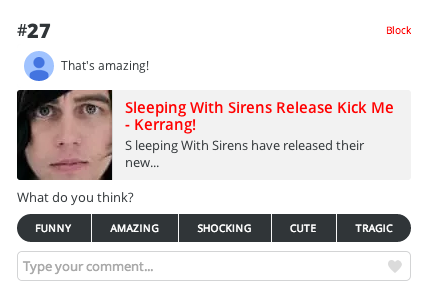 #27
Block
That's amazing!
Sleeping With Sirens Release Kick Me
- Kerrang!
S leeping With Sirens have released their
new...
What do you think?
FUNNY
AMAZING
SHOCKING
CUTE
TRAGIC
Type your comment...